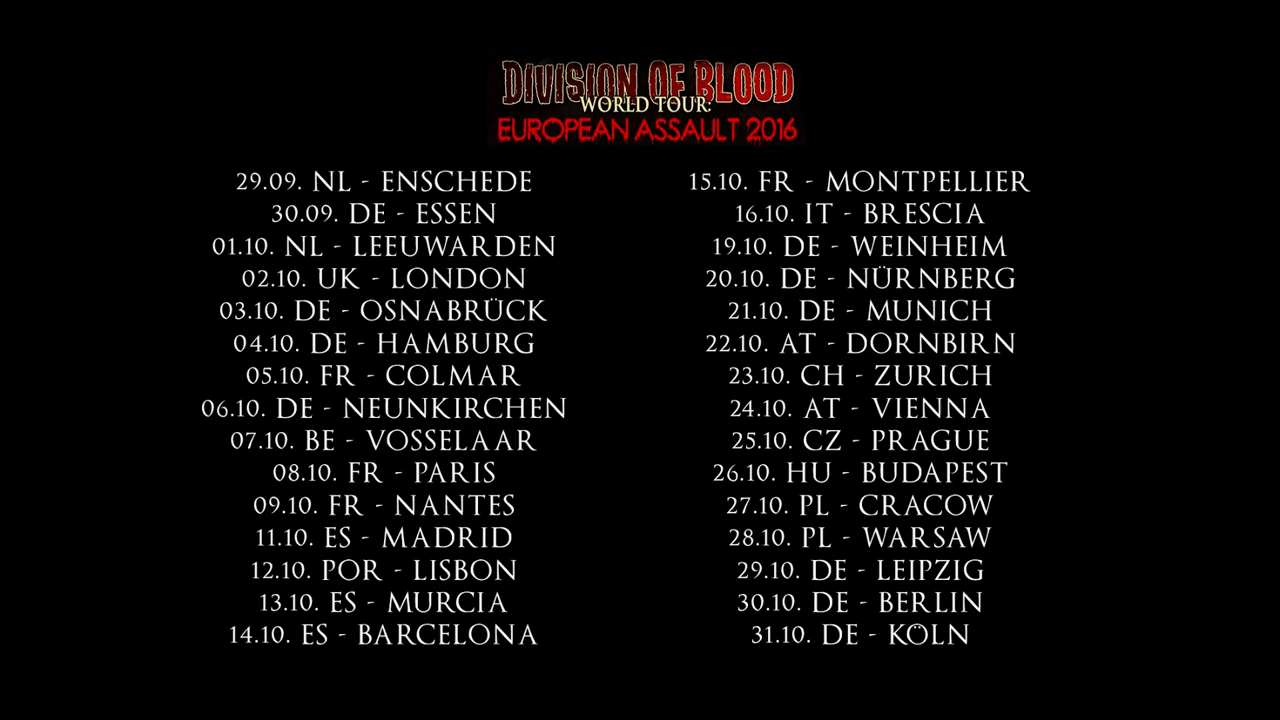 DIVISION OF BLOOD
WORLD TOUR:
EUROPEAN ASSAULT 2016
29.09. NL - ENSCHEDE
30.09. DE - ESSEN
01.10. NL - LEEUWARDEN
02.10. UK - LONDON
03.10. DE - OSNABRÜCK
04.10. DE - HAMBURG
05.10. FR - COLMAR
06.10. DE - NEUNKIRCHEN
07.10. BE - VOSSELAAR
08.10. FR - PARIS
09.10. FR - NANTES
11.10. ES - MADRID
12.10. POR - LISBON
13.10. ES - MURCIA
14.10. ES - BARCELONA
15.10. FR - MONTPELLIER
16.10. IT - BRESCIA
19.10. DE - WEINHEIM
20.10. DE - NÜRNBERG
21.10. DE - MUNICH
22.10. AT - DORNBIRN
23.10. CH - ZURICH
24.10. AT - VIENNA
25.10. CZ - PRAGUE
26.10. HU - BUDAPEST
27.10. PL - CRACOW
28.10. PL - WARSAW
29.10. DE - LEIPZIG
30.10. DE - BERLIN
31.10. DE - KÖLN